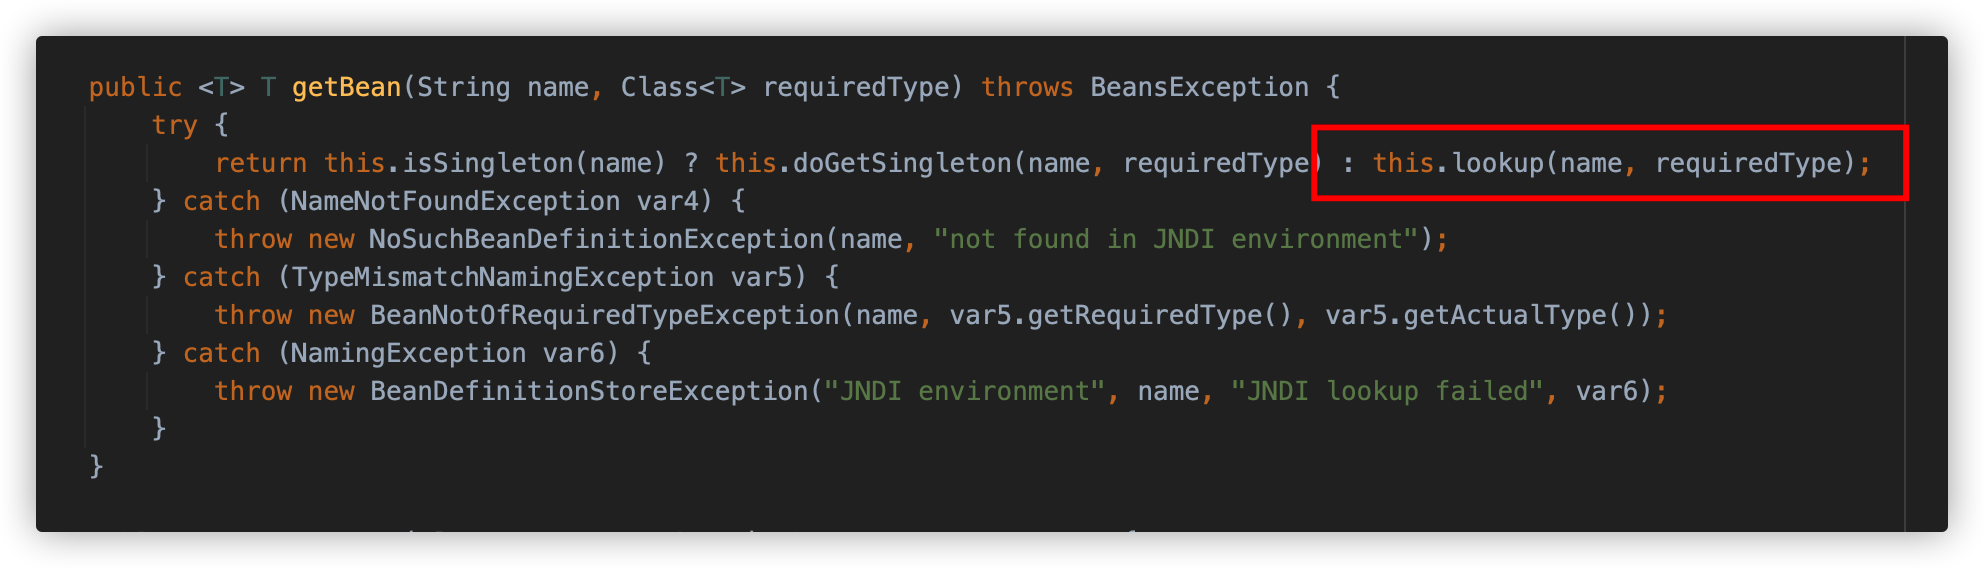 public <T> T getBean(String name, Class<T> requiredType) throws BeansException {
try {
return this.isSingleton(name) ? this.doGetSingleton(name, requiredType) : this.lookup(name, requiredType);
} catch (NameNotFoundException var4) {
throw new NoSuchBeanDefinitionException(name, "not found in JNDI environment");
} catch (TypeMismatchNamingException var5) {
throw new BeanNotOfRequiredTypeException(name, var5.getRequiredType(), var5.getActualType());
} catch (NamingException var6) {
throw new BeanDefinitionStoreException("JNDI environment", name, "JNDI lookup failed", var6);
}
}